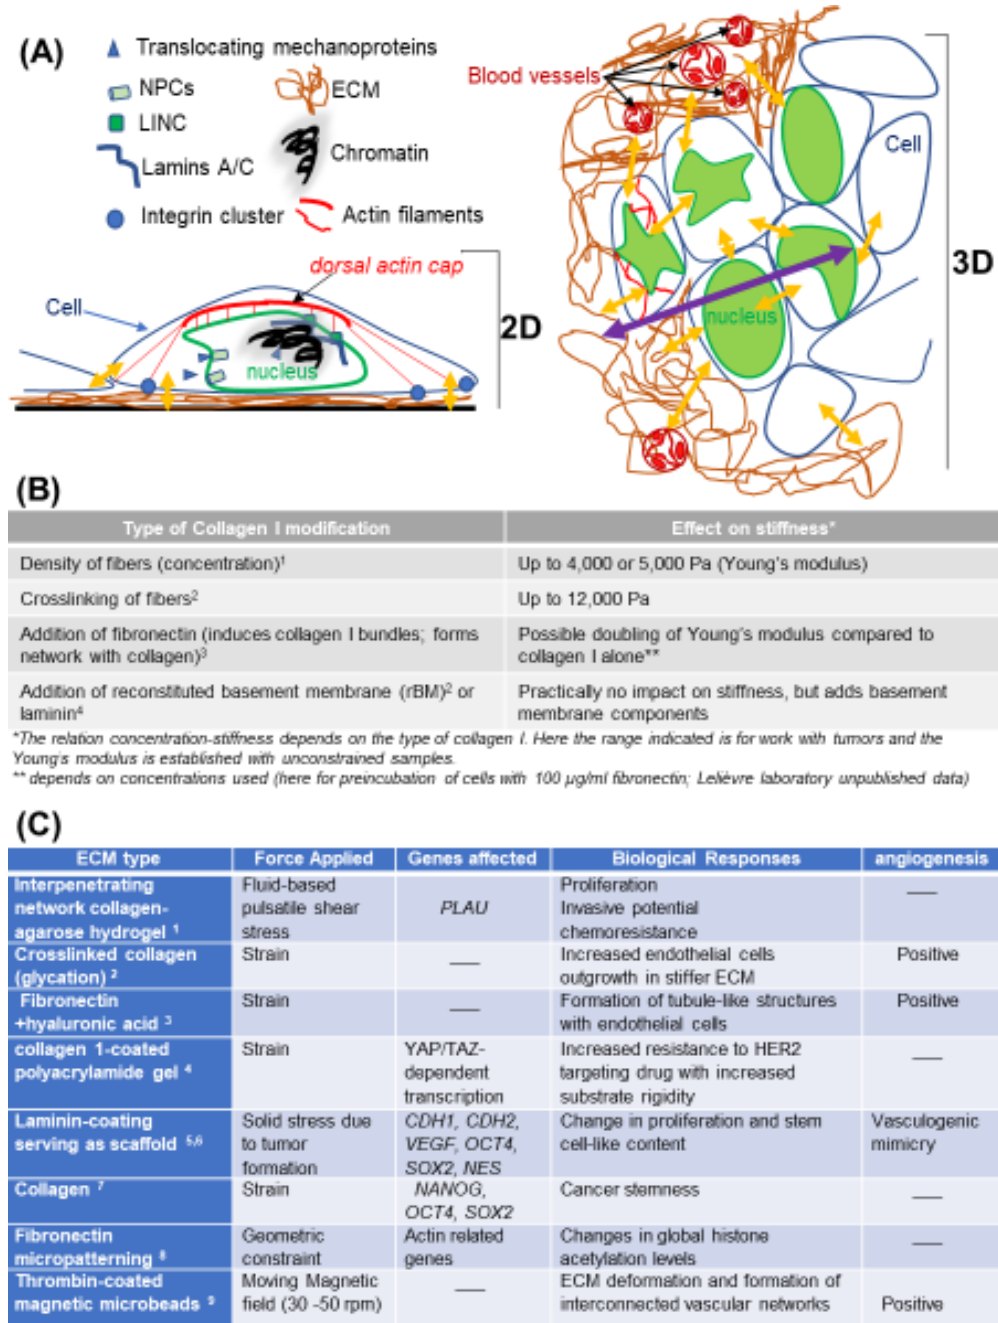 (A)
Translocating mechanoproteins
NPCs
ECM
LINC
Lamins A/C
Chromatin
Integrin cluster
Actin filaments
dorsal actin cap
Cell
nucleus
2D
Blood vessels
Cell
nucleus
3D
(B)
Type of Collagen I modification
Effect on stiffness*
Density of fibers (concentration)¹
Up to 4,000 or 5,000 Pa (Young's modulus)
Crosslinking of fibers²
Up to 12,000 Pa
Addition of fibronectin (induces collagen I bundles; forms
network with collagen)³
Possible doubling of Young's modulus compared to
collagen I alone**
Addition of reconstituted basement membrane (rBM)² or
laminin⁴
Practically no impact on stiffness, but adds basement
membrane components
*The relation concentration-stiffness depends on the type of collagen I. Here the range indicated is for work with tumors and the
Young's modulus is established with unconstrained samples.
** depends on concentrations used (here for preincubation of cells with 100 µg/ml fibronectin; Lelièvre laboratory unpublished data)
(C)
ECM type
Force Applied
Genes affected
Biological Responses
angiogenesis
Interpenetrating
network collagen-
agarose hydrogel ¹
Fluid-based
pulsatile shear
stress
PLAU
Proliferation
Invasive potential
chemoresistance
___
Crosslinked collagen
(glycation) ²
Strain
___
Increased endothelial cells
outgrowth in stiffer ECM
Positive
Fibronectin
+hyaluronic acid ³
Strain
___
Formation of tubule-like structures
with endothelial cells
Positive
collagen 1-coated
polyacrylamide gel ⁴
Strain
YAP/TAZ-
dependent
transcription
Increased resistance to HER2
targeting drug with increased
substrate rigidity
___
Laminin-coating
serving as scaffold ⁵,⁶
Solid stress due
to tumor
formation
CDH1, CDH2,
VEGF, OCT4,
SOX2, NES
Change in proliferation and stem
cell-like content
Vasculogenic
mimicry
Collagen ⁷
Strain
NANOG,
OCT4, SOX2
Cancer stemness
___
Fibronectin
micropatterning ⁸
Geometric
constraint
Actin related
genes
Changes in global histone
acetylation levels
___
Thrombin-coated
magnetic microbeads ⁹
Moving Magnetic
field (30 -50 rpm)
___
ECM deformation and formation of
interconnected vascular networks
Positive